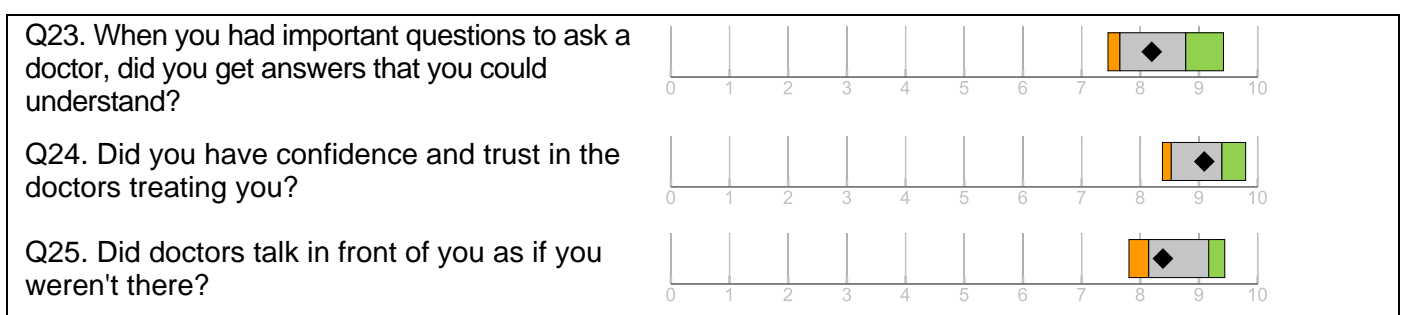 Q23. When you had important questions to ask a
doctor, did you get answers that you could
understand?
0 1 2 3 4 5 6 7 8 9 10
Q24. Did you have confidence and trust in the
doctors treating you?
0 1 2 3 4 5 6 7 8 9 10
Q25. Did doctors talk in front of you as if you
weren't there?
0 1 2 3 4 5 6 7 8 9 10